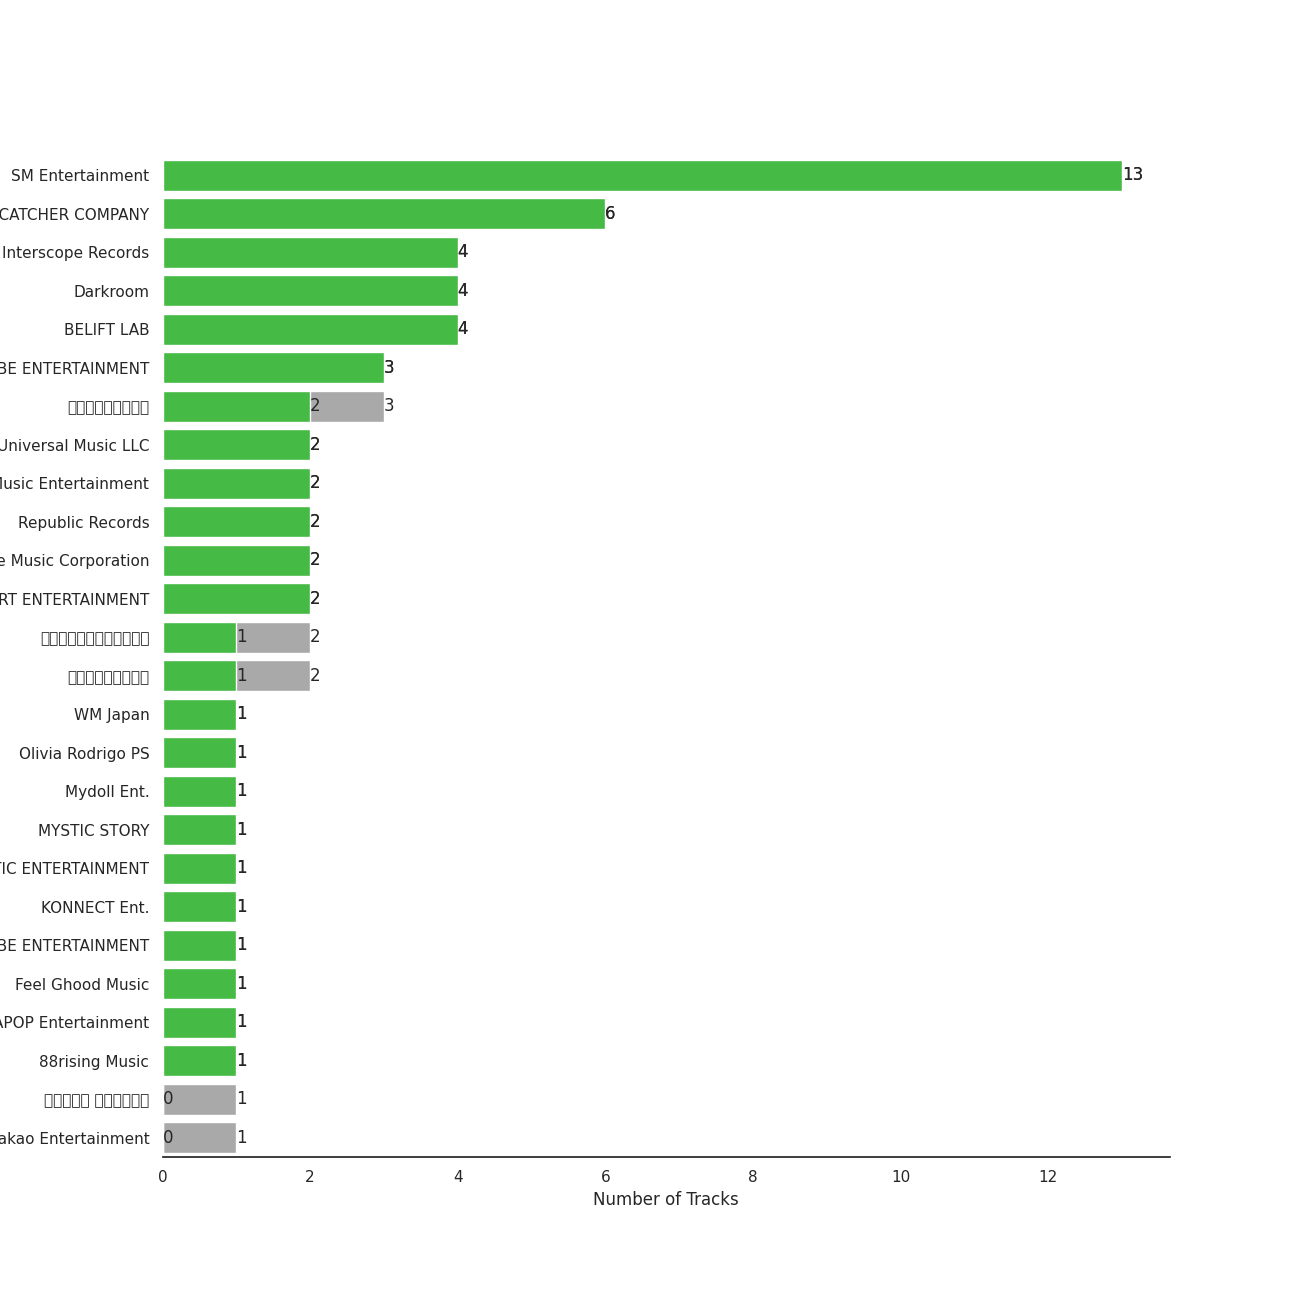 SM Entertainment 13
CATCHER COMPANY 6
Interscope Records 4
Darkroom 4
BELIFT LAB 4
BE ENTERTAINMENT 3
2 3
Universal Music LLC 2
Music Entertainment 2
Republic Records 2
e Music Corporation 2
RT ENTERTAINMENT 2
1 2
1 2
WM Japan 1
Olivia Rodrigo PS 1
Mydoll Ent. 1
MYSTIC STORY 1
TIC ENTERTAINMENT 1
KONNECT Ent. 1
BE ENTERTAINMENT 1
Feel Ghood Music 1
APOP Entertainment 1
88rising Music 1
0 1
akao Entertainment 0 1
0 2 4 6 8 10 12
Number of Tracks